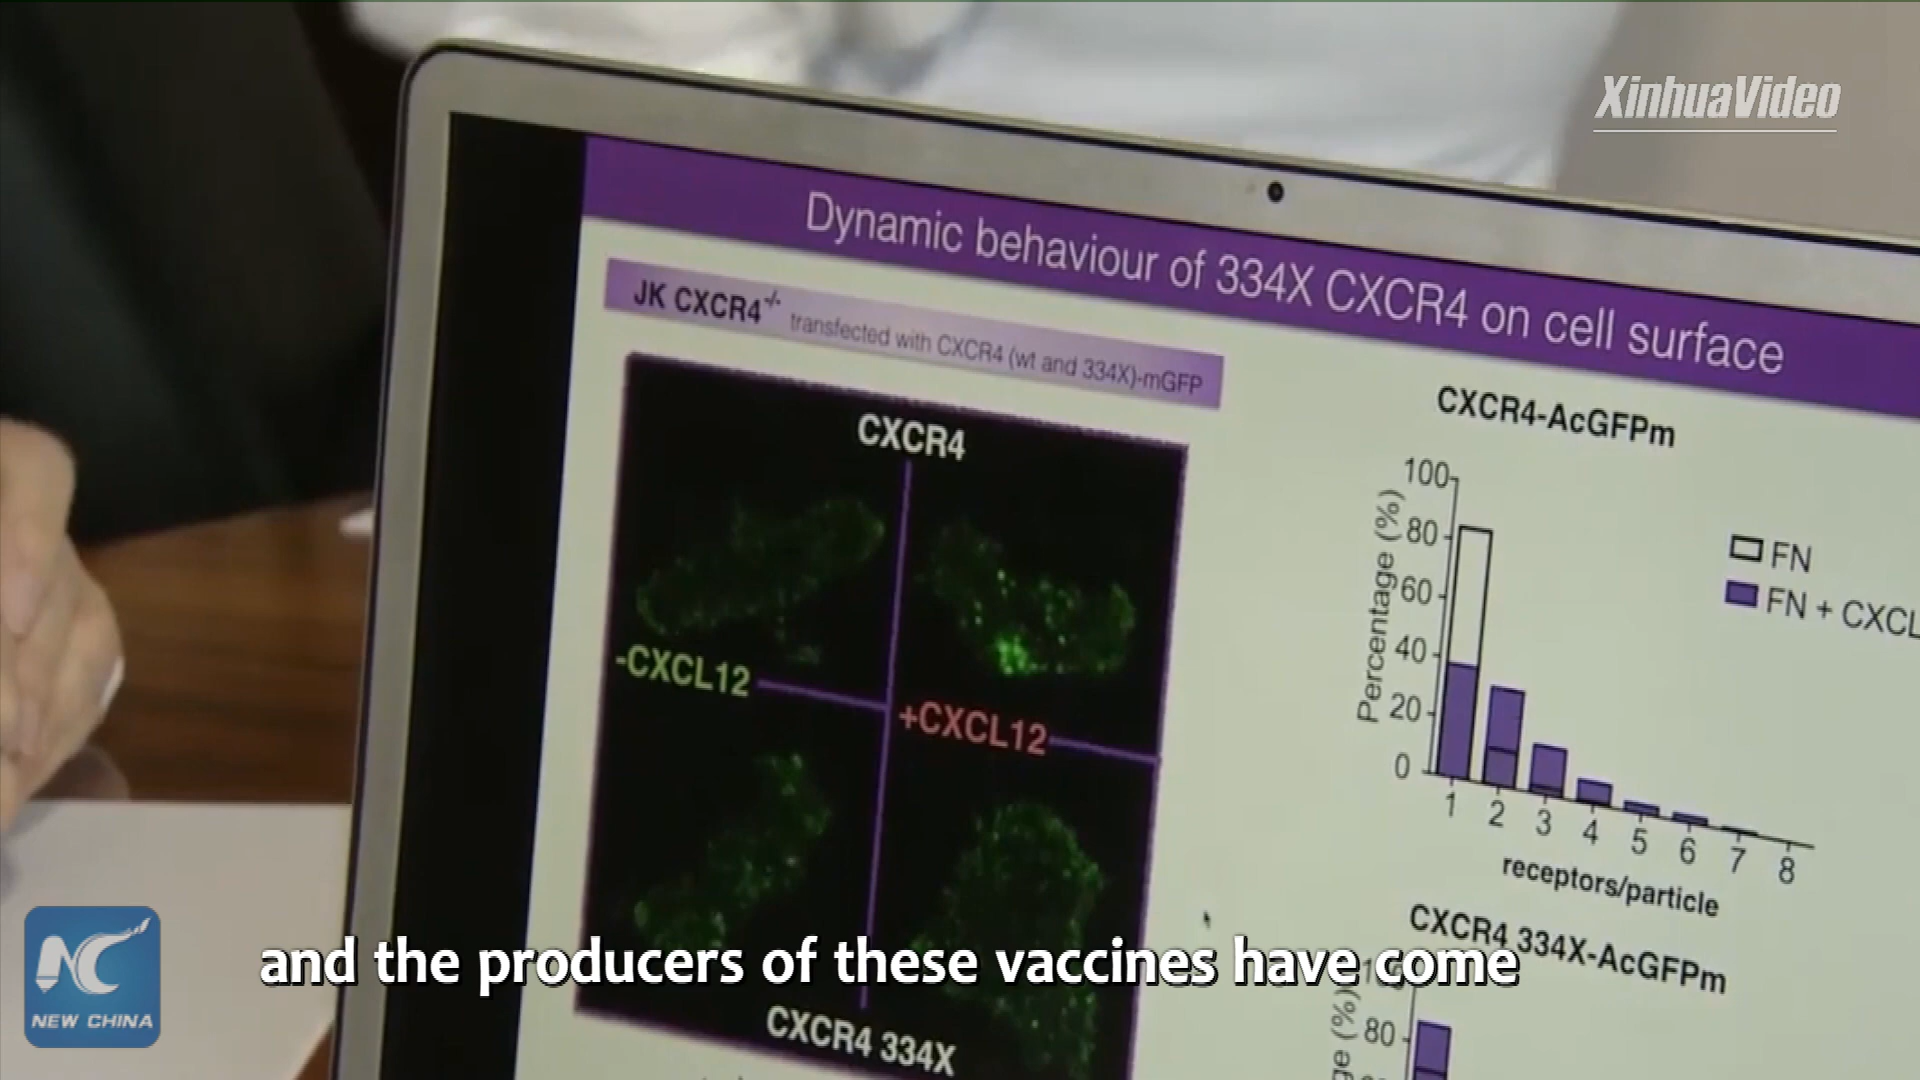 XinhuaVideo
Dynamic behaviour of 334X CXCR4 on cell surface
JK CXCR4-/- transfected with CXCR4 (wt and 334X)-mGFP
CXCR4
-CXCL12
+CXCL12
CXCR4 334X
CXCR4-AcGFPm
Percentage (%)
100
80
60
40
20
0
1 2 3 4 5 6 7 8
receptors/particle
FN
FN + CXCL
CXCR4 334X-AcGFPm
80
and the producers of these vaccines have come
NEW CHINA